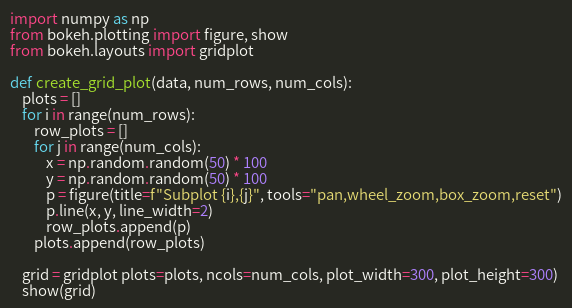 import numpy as np
from bokeh.plotting import figure, show
from bokeh.layouts import gridplot

def create_grid_plot(data, num_rows, num_cols):
    plots = []
    for i in range(num_rows):
        row_plots = []
        for j in range(num_cols):
            x = np.random.random(50) * 100
            y = np.random.random(50) * 100
            p = figure(title=f"Subplot {i},{j}", tools="pan,wheel_zoom,box_zoom,reset")
            p.line(x, y, line_width=2)
            row_plots.append(p)
        plots.append(row_plots)

    grid = gridplot plots=plots, ncols=num_cols, plot_width=300, plot_height=300)
    show(grid)